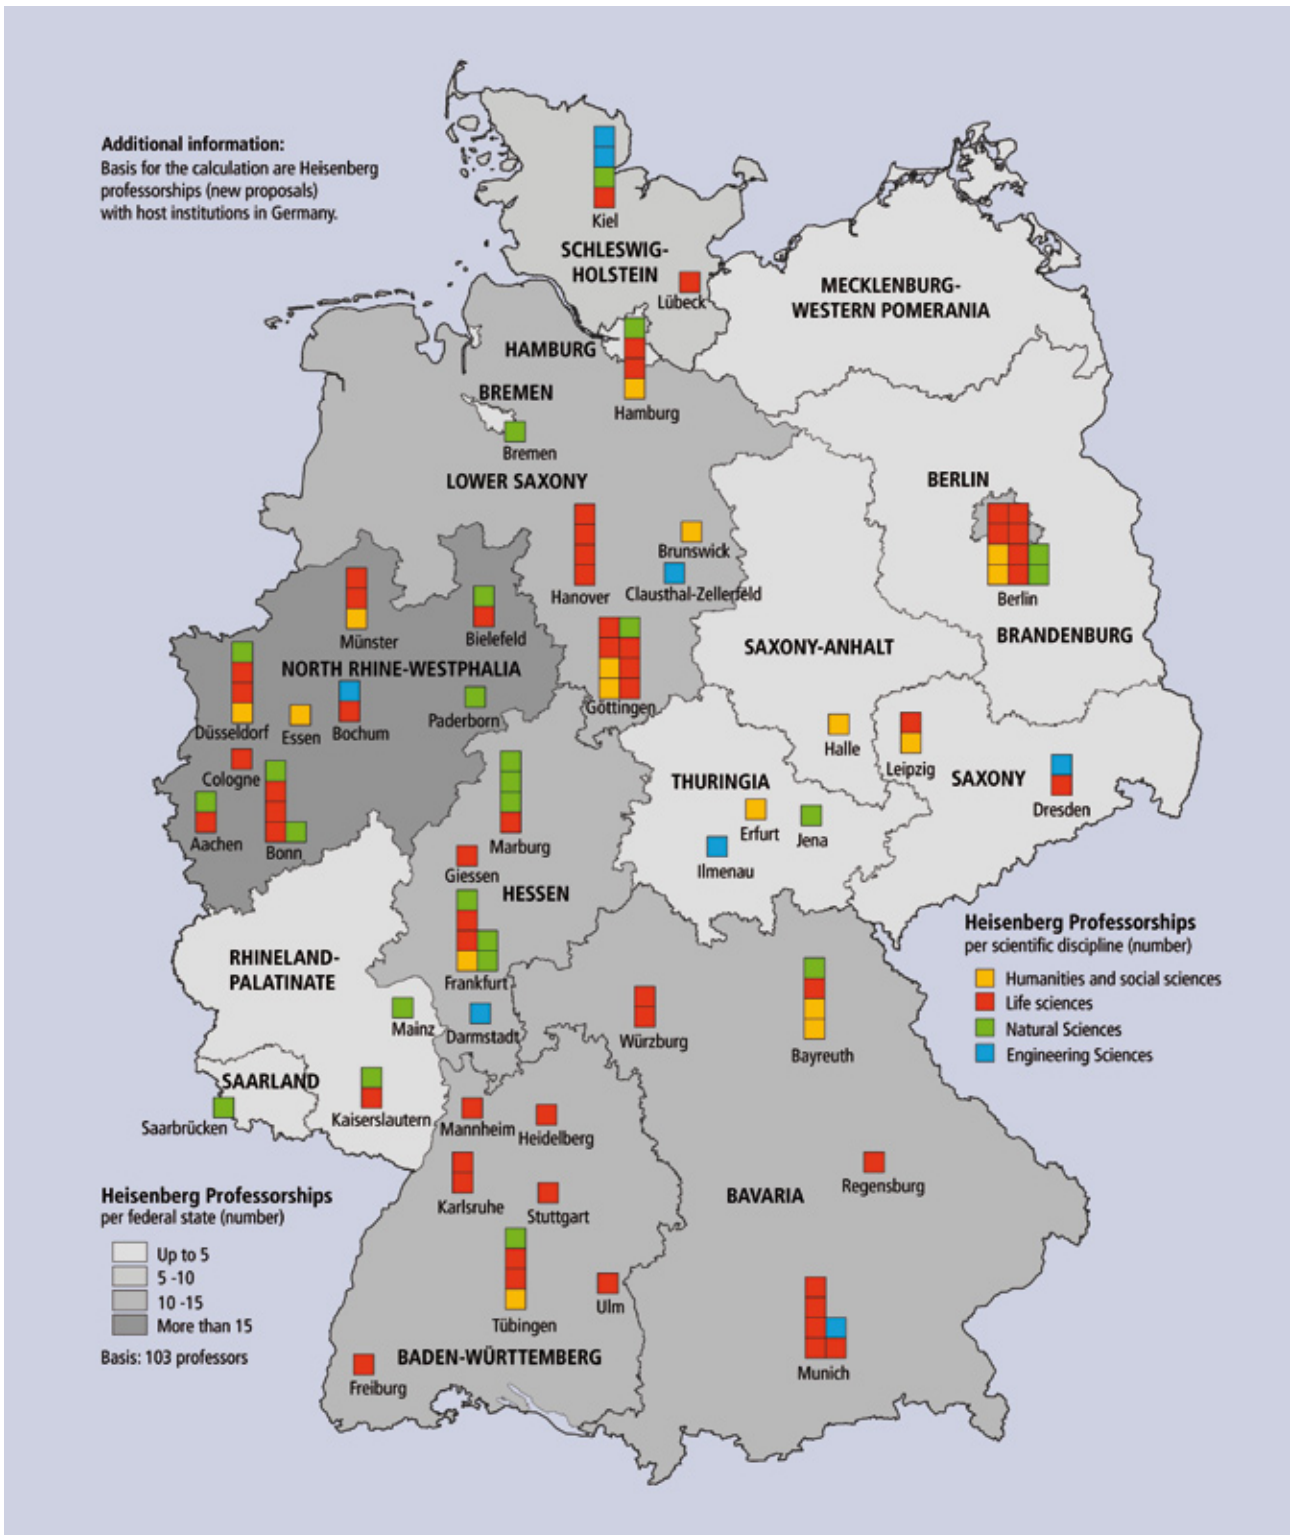 Additional information:
Basis for the calculation are Heisenberg
professorships (new proposals)
with host institutions in Germany.
Kiel
SCHLESWIG-
HOLSTEIN
Lübeck
MECKLENBURG-
WESTERN POMERANIA
HAMBURG
Hamburg
BREMEN
Bremen
LOWER SAXONY
BERLIN
Brunswick
Hanover
Clausthal-Zellerfeld
Berlin
Münster
Bielefeld
BRANDENBURG
SAXONY-ANHALT
NORTH RHINE-WESTPHALIA
Göttingen
Düsseldorf
Essen
Bochum
Paderborn
Halle
Leipzig
Cologne
THURINGIA
SAXONY
Dresden
Aachen
Bonn
Marburg
Erfurt
Jena
Giessen
Ilmenau
HESSEN
Heisenberg Professorships
per scientific discipline (number)
Humanities and social sciences
Life sciences
Natural Sciences
Engineering Sciences
RHINELAND-
PALATINATE
Frankfurt
Mainz
Darmstadt
Würzburg
Bayreuth
SAARLAND
Saarbrücken
Kaiserslautern
Mannheim
Heidelberg
Regensburg
BAVARIA
Karlsruhe
Stuttgart
Heisenberg Professorships
per federal state (number)
Up to 5
5 -10
10 -15
More than 15
Basis: 103 professors
Ulm
Tübingen
BADEN-WÜRTTEMBERG
Freiburg
Munich